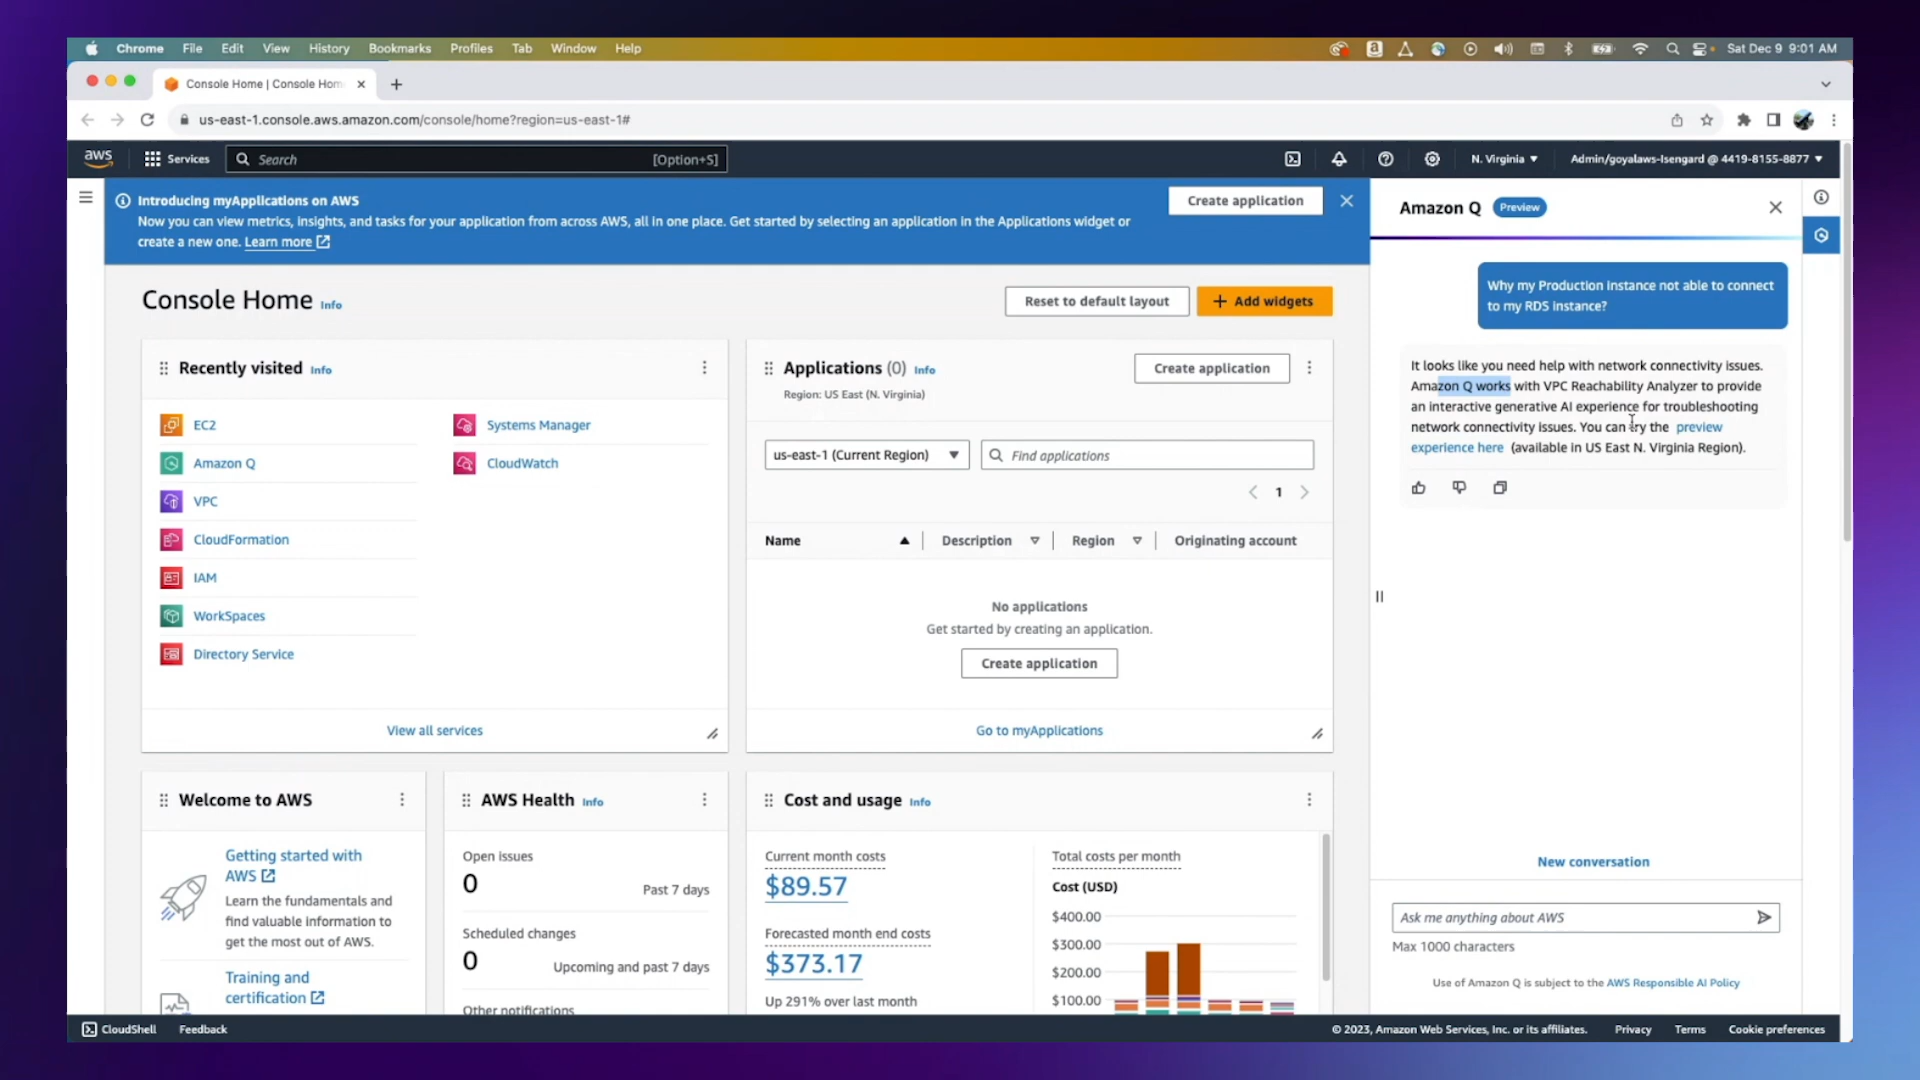 Chrome File Edit View History Bookmarks Profiles Tab Window Help
Sat Dec 9 9:01 AM
Console Home | Console Hom
us-east-1.console.aws.amazon.com/console/home?region=us-east-1#
aws
Services
Search
[Option+S]
N. Virginia
Admin/goyalaws-Isengard @ 4419-8155-8877
Introducing myApplications on AWS
Now you can view metrics, insights, and tasks for your application from across AWS, all in one place. Get started by selecting an application in the Applications widget or
create a new one. Learn more
Create application
Console Home Info
Reset to default layout
+ Add widgets
Recently visited Info
EC2
Amazon Q
VPC
CloudFormation
IAM
WorkSpaces
Directory Service
Systems Manager
CloudWatch
View all services
Applications (0) Info
Region: US East (N. Virginia)
Create application
us-east-1 (Current Region)
Find applications
1
Name
Description
Region
Originating account
No applications
Get started by creating an application.
Create application
Go to myApplications
Welcome to AWS
Getting started with
AWS
Learn the fundamentals and
find valuable information to
get the most out of AWS.
Training and
certification
AWS Health Info
Open issues
0
Past 7 days
Scheduled changes
0
Upcoming and past 7 days
Other notifications
Cost and usage Info
Current month costs
$89.57
Forecasted month end costs
$373.17
Up 291% over last month
Total costs per month
Cost (USD)
$400.00
$300.00
$200.00
$100.00
Amazon Q Preview
Why my Production instance not able to connect
to my RDS instance?
It looks like you need help with network connectivity issues.
Amazon Q works with VPC Reachability Analyzer to provide
an interactive generative AI experience for troubleshooting
network connectivity issues. You can try the preview
experience here (available in US East N. Virginia Region).
New conversation
Ask me anything about AWS
Max 1000 characters
Use of Amazon Q is subject to the AWS Responsible AI Policy
CloudShell
Feedback
© 2023, Amazon Web Services, Inc. or its affiliates.
Privacy
Terms
Cookie preferences